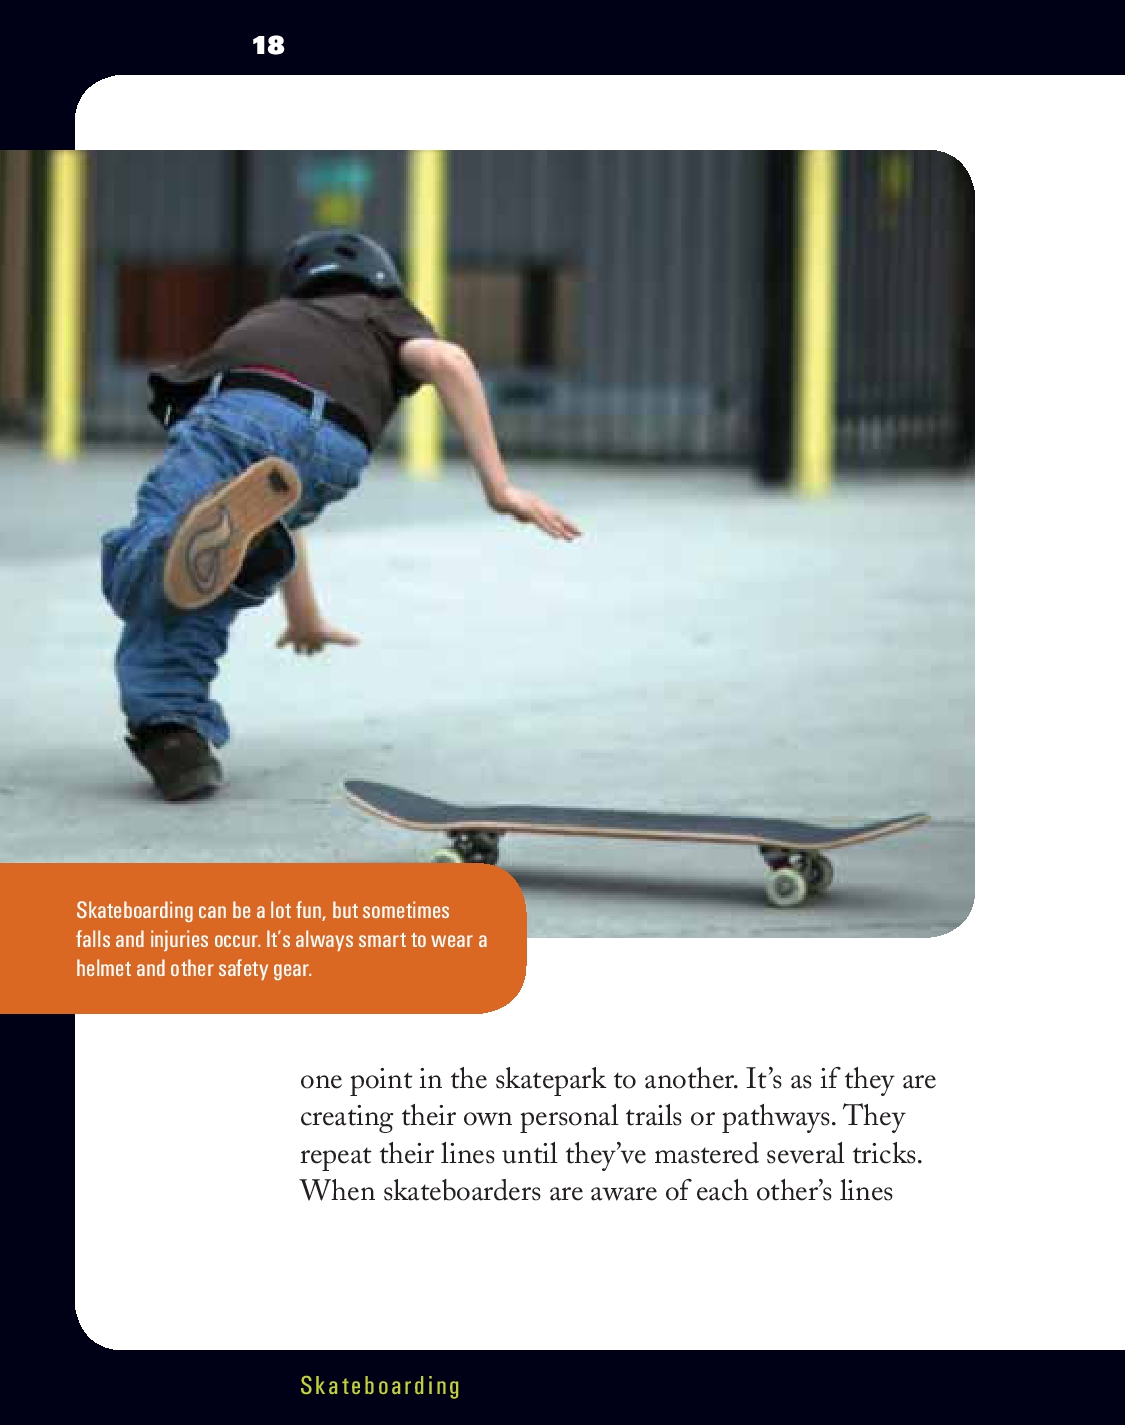 18
Skateboarding can be a lot fun, but sometimes
falls and injuries occur. It's always smart to wear a
helmet and other safety gear.
one point in the skatepark to another. It's as if they are
creating their own personal trails or pathways. They
repeat their lines until they've mastered several tricks.
When skateboarders are aware of each other's lines
Skateboarding